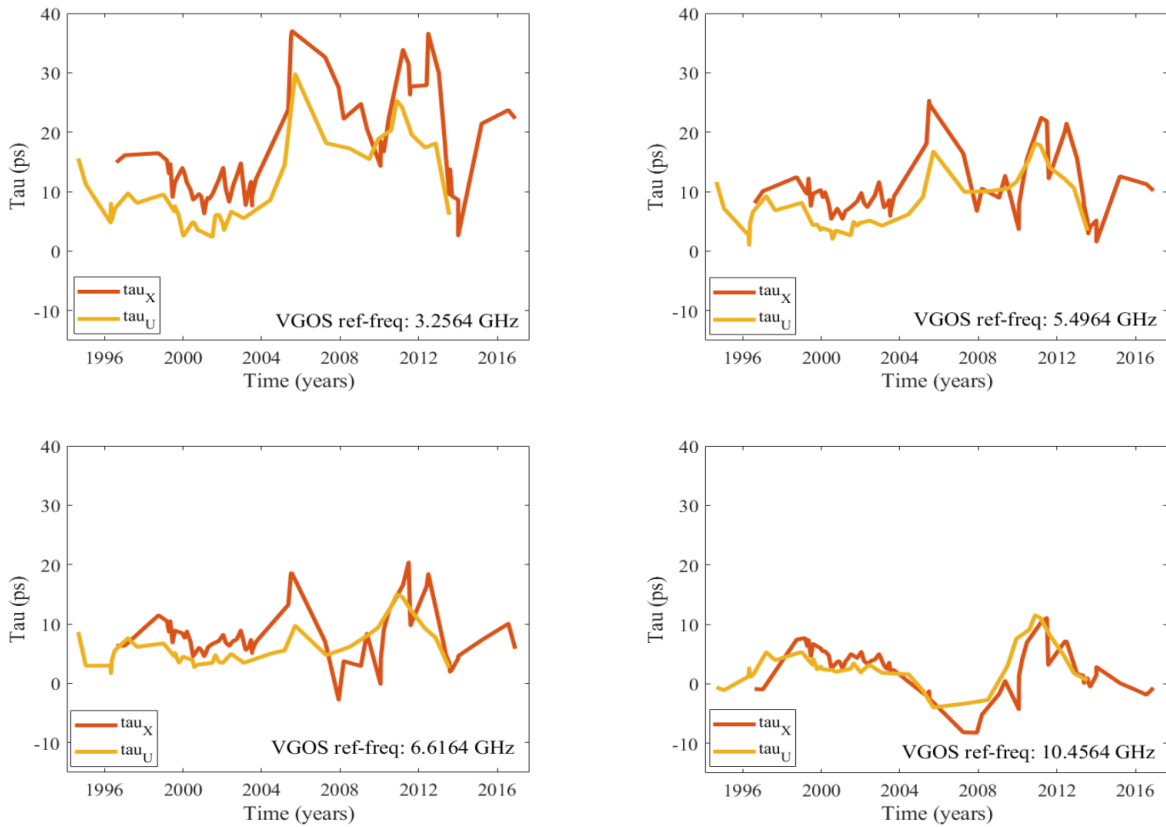 40
30
20
10
0
-10
Tau (ps)
tau_X
tau_U
VGOS ref-freq: 3.2564 GHz
1996 2000 2004 2008 2012 2016
Time (years)
40
30
20
10
0
-10
Tau (ps)
tau_X
tau_U
VGOS ref-freq: 5.4964 GHz
1996 2000 2004 2008 2012 2016
Time (years)
40
30
20
10
0
-10
Tau (ps)
tau_X
tau_U
VGOS ref-freq: 6.6164 GHz
1996 2000 2004 2008 2012 2016
Time (years)
40
30
20
10
0
-10
Tau (ps)
tau_X
tau_U
VGOS ref-freq: 10.4564 GHz
1996 2000 2004 2008 2012 2016
Time (years)